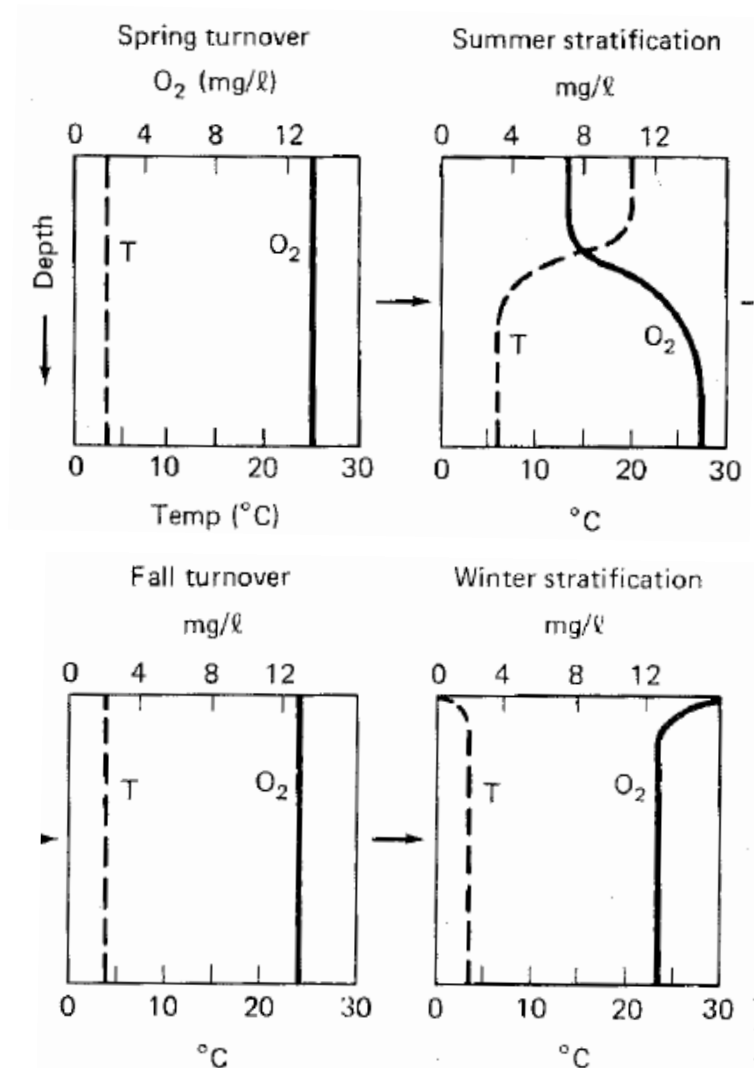 Spring turnover
O₂ (mg/ℓ)
0 4 8 12
Depth
T
O₂
0 10 20 30
Temp (°C)
Summer stratification
mg/ℓ
0 4 8 12
T
O₂
0 10 20 30
°C
Fall turnover
mg/ℓ
0 4 8 12
T
O₂
0 10 20 30
°C
Winter stratification
mg/ℓ
0 4 8 12
T
O₂
0 10 20 30
°C